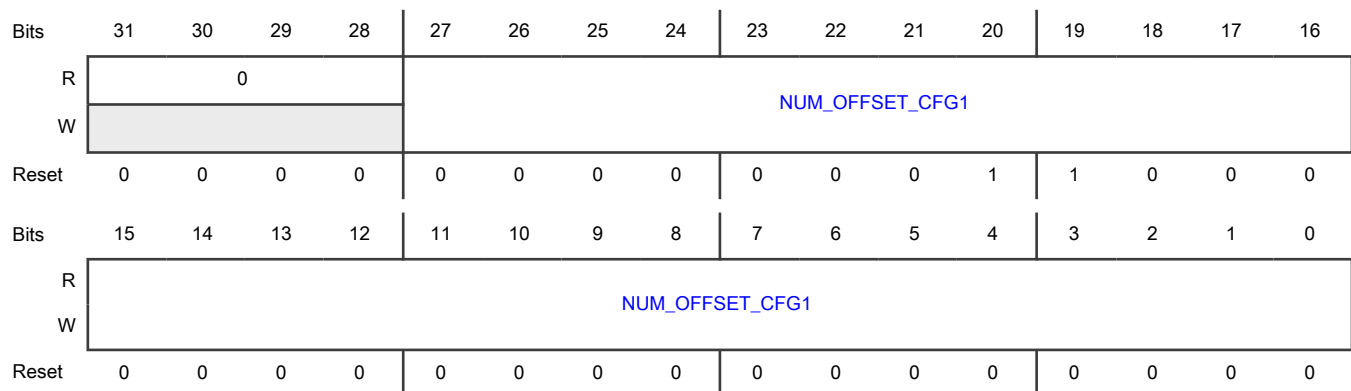 Bits 31 30 29 28 27 26 25 24 23 22 21 20 19 18 17 16
R 0
NUM_OFFSET_CFG1
W
Reset 0 0 0 0 0 0 0 0 0 0 0 1 1 0 0 0
Bits 15 14 13 12 11 10 9 8 7 6 5 4 3 2 1 0
R
NUM_OFFSET_CFG1
W
Reset 0 0 0 0 0 0 0 0 0 0 0 0 0 0 0 0